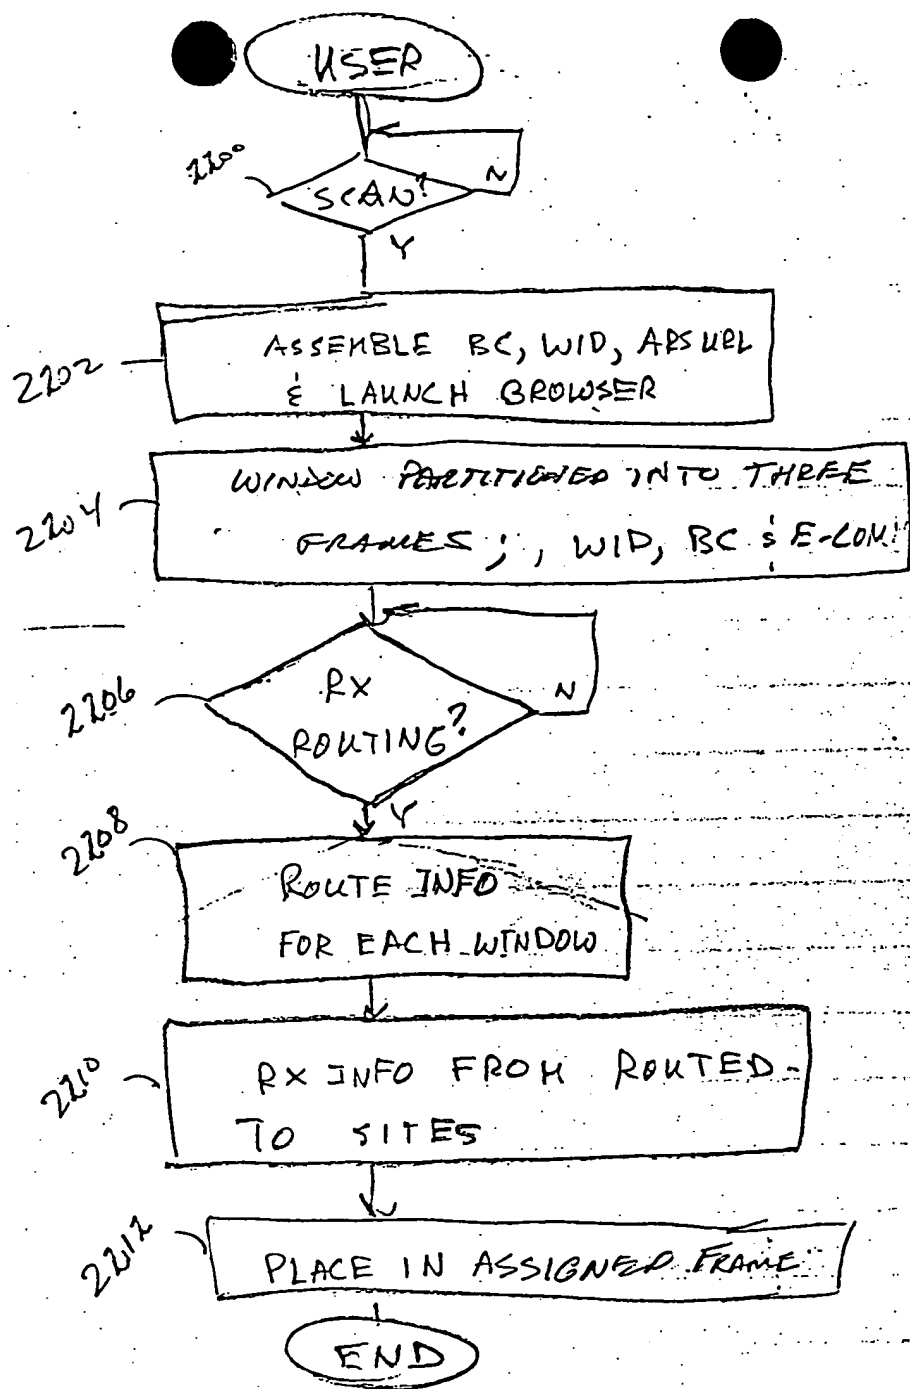 USER
2200
SCAN?
N
Y
2202
ASSEMBLE BC, WID, ARS URL
& LAUNCH BROWSER
2204
WINDOW PARTITIONED INTO THREE
FRAMES ; , WID, BC & E-COM.
2206
RX
ROUTING?
N
Y
2208
ROUTE INFO
FOR EACH WINDOW
2210
RX INFO FROM ROUTED-
TO SITES
2212
PLACE IN ASSIGNED FRAME
END